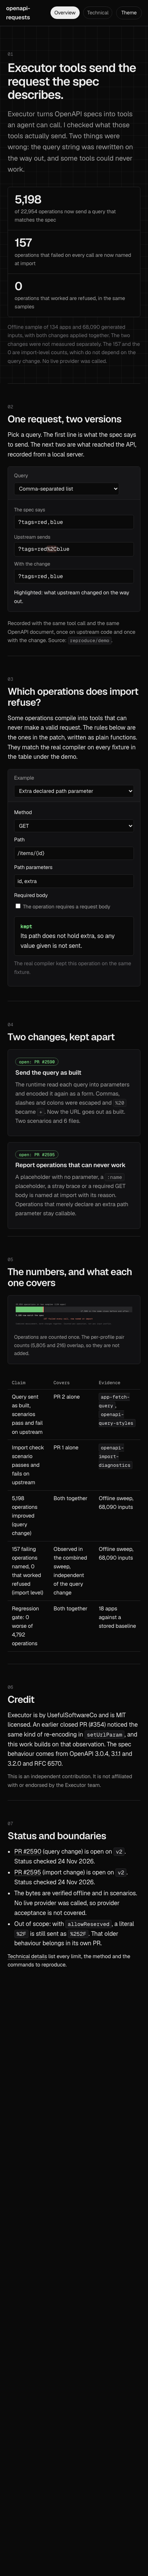 openapi-
requests
Overview
Technical
Theme
01
Executor tools send the
request the spec
describes.
Executor turns OpenAPI specs into tools
an agent can call. I checked what those
tools actually send. Two things were
wrong: the query string was rewritten
on the way out, and some tools could
never work.
5,198
of 22,954 operations now send a query that
matches the spec
157
operations that failed on every call are now named
at import
0
operations that worked are refused, in the same
samples
Offline sample of 134 apps and 68,090 generated
inputs, with both changes applied together. The two
changes were not measured separately. The 157 and the
0 are import-level counts, which do not depend on the
query change. No live provider was called.
02
One request, two versions
Pick a query. The first line is what the spec says
to send. The next two are what reached the API,
recorded from a local server.
Query
Comma-separated list
The spec says
?tags=red,blue
Upstream sends
?tags=red%2Cblue
With the change
?tags=red,blue
Highlighted: what upstream changed on the way
out.
Recorded with the same tool call and the same
OpenAPI document, once on upstream code and once
with the change. Source: reproduce/demo.
03
Which operations does import
refuse?
Some operations compile into tools that can
never make a valid request. The rules below are
the ones in the patch, written as plain functions.
They match the real compiler on every fixture in
the table under the demo.
Example
Extra declared path parameter
Method
GET
Path
/items/{id}
Path parameters
id, extra
Required body
The operation requires a request body
kept
Its path does not hold extra, so any
value given is not sent.
The real compiler kept this operation on the same
fixture.
04
Two changes, kept apart
open: PR #2590
Send the query as built
The runtime read each query into parameters
and encoded it again as a form. Commas,
slashes and colons were escaped and %20
became +. Now the URL goes out as built.
Two scenarios and 6 files.
open: PR #2595
Report operations that can never work
A placeholder with no parameter, a :name
placeholder, a stray brace or a required GET
body is named at import with its reason.
Operations that merely declare an extra path
parameter stay callable.
05
The numbers, and what each
one covers
Operations are counted once. The per-profile pair
counts (5,805 and 216) overlap, so they are not
added.
Claim
Covers
Evidence
Query sent
as built,
scenarios
pass and fail
on upstream
PR 2 alone
app-fetch-
query,
openapi-
query-styles
Import check
scenario
passes and
fails on
upstream
PR 1 alone
openapi-
import-
diagnostics
5,198
operations
improved
(query
change)
Both together
Offline sweep,
68,090 inputs
157 failing
operations
named, 0
that worked
refused
(import level)
Observed in
the combined
sweep,
independent
of the query
change
Offline sweep,
68,090 inputs
Regression
gate: 0
worse of
4,792
operations
Both together
18 apps
against a
stored baseline
06
Credit
Executor is by UsefulSoftwareCo and is MIT
licensed. An earlier closed PR (#354) noticed the
same kind of re-encoding in setUrlParam, and
this work builds on that observation. The spec
behaviour comes from OpenAPI 3.0.4, 3.1.1 and
3.2.0 and RFC 6570.
This is an independent contribution. It is not affiliated
with or endorsed by the Executor team.
07
Status and boundaries
PR #2590 (query change) is open on v2.
Status checked 24 Nov 2026.
PR #2595 (import change) is open on v2.
Status checked 24 Nov 2026.
The bytes are verified offline and in scenarios.
No live provider was called, so provider
acceptance is not covered.
Out of scope: with allowReserved, a literal
%2F is still sent as %252F. That older
behaviour belongs in its own PR.
Technical details list every limit, the method and the
commands to reproduce.